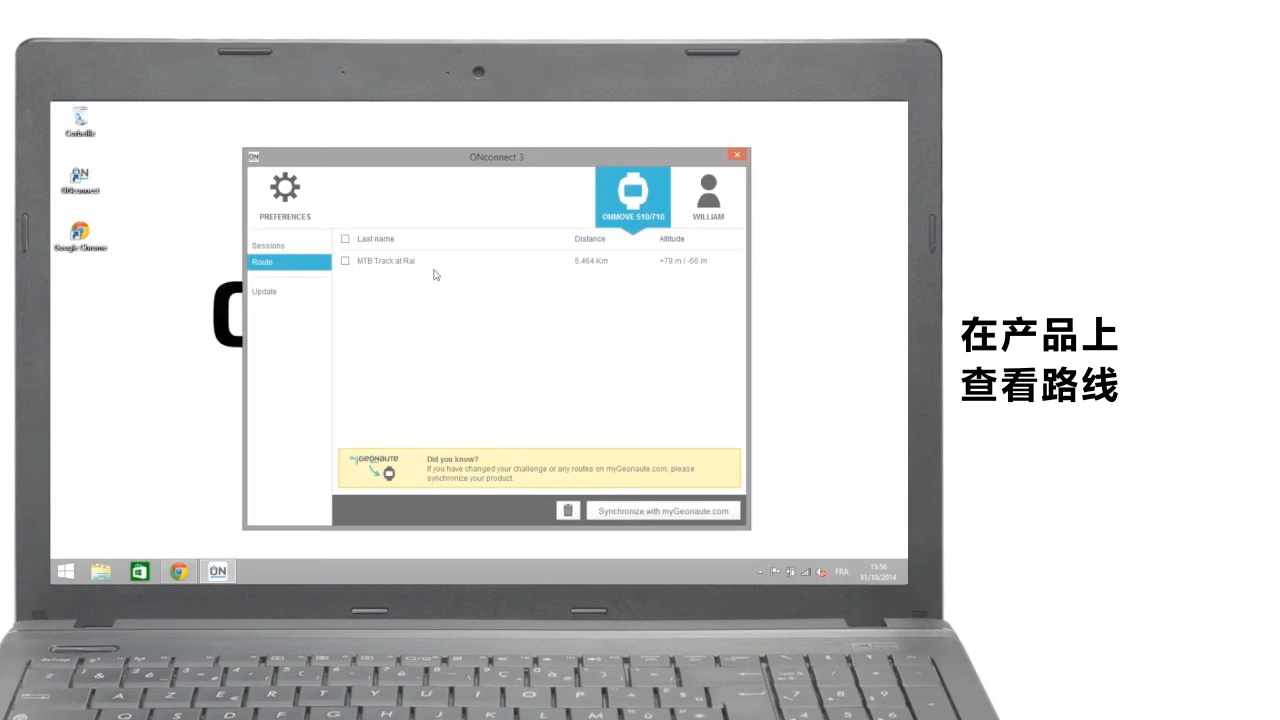 Corbeille
ONconnect
Google Chrome
ONconnect 3
PREFERENCES
ONMOVE 510/710
WILLIAM
Sessions
Route
Update
Last name Distance Altitude
MTB Track at Rai 6.464 Km +79 m / -66 m
myGEONAUTE
Did you know?
If you have changed your challenge or any routes on myGeonaute.com, please
synchronize your product.
Synchronize with myGeonaute.com
ON
FRA
15:56
31/10/2014
在产品上
查看路线
A Z E R T Y U I O P
Q S D F G H J K L M